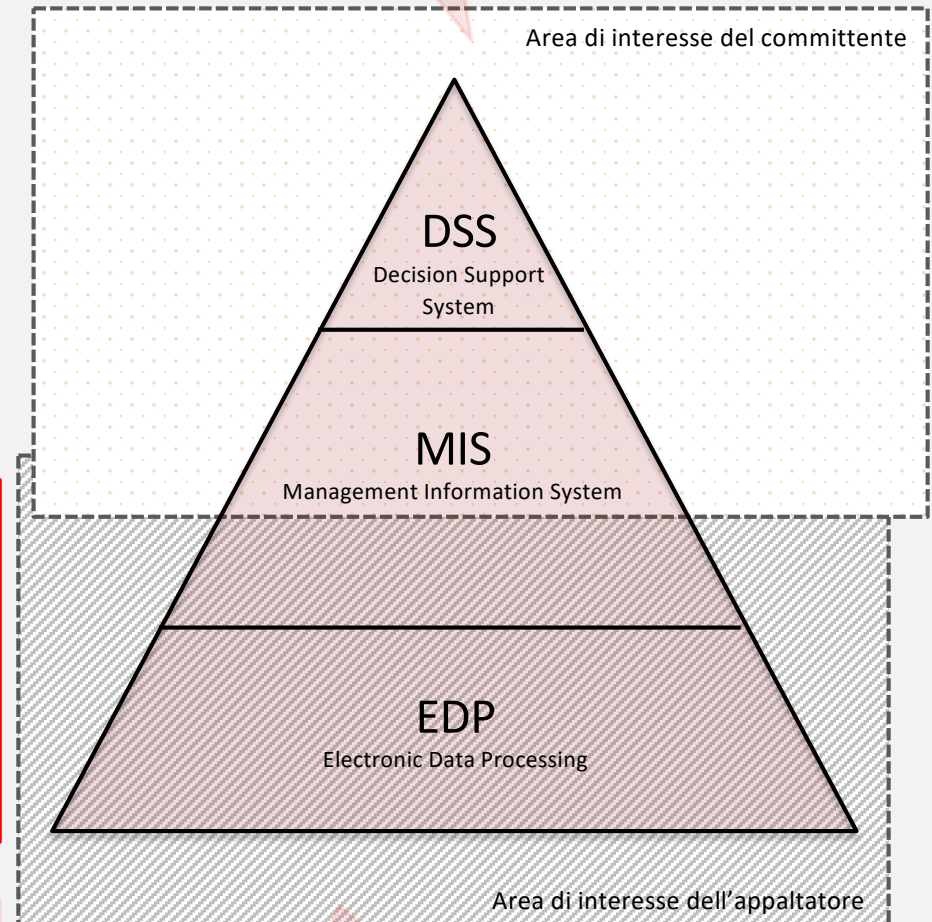 Area di interesse del committente
DSS
Decision Support
System
MIS
Management Information System
EDP
Electronic Data Processing
Area di interesse dell’appaltatore